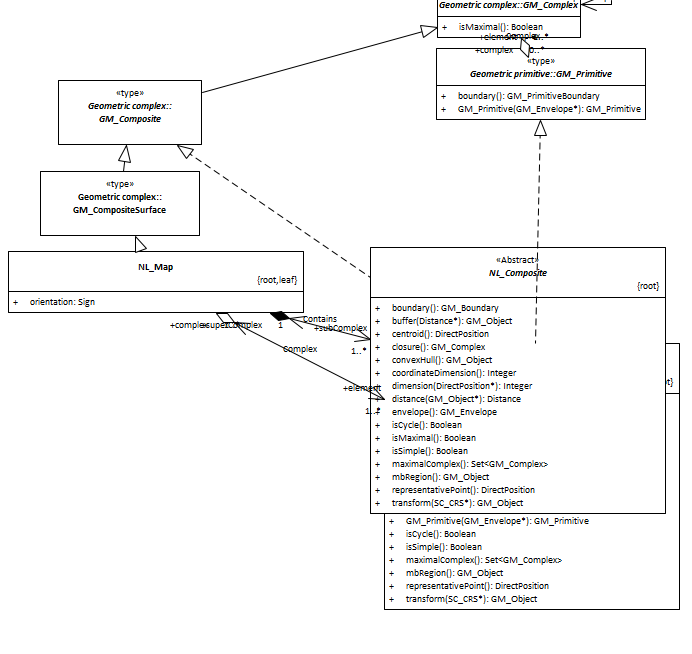 Geometric complex::GM_Complex
+ isMaximal(): Boolean
+complex
0..*
«type»
Geometric primitive::GM_Primitive
+ boundary(): GM_PrimitiveBoundary
+ GM_Primitive(GM_Envelope*): GM_Primitive
«type»
Geometric complex::
GM_Composite
«type»
Geometric complex::
GM_CompositeSurface
NL_Map
{root,leaf}
+ orientation: Sign
1
Contains
+subComplex
1..*
Complex
+element
1..*
«Abstract»
NL_Composite
{root}
+ boundary(): GM_Boundary
+ buffer(Distance*): GM_Object
+ centroid(): DirectPosition
+ closure(): GM_Complex
+ convexHull(): GM_Object
+ coordinateDimension(): Integer
+ dimension(DirectPosition*): Integer
+ distance(GM_Object*): Distance
+ envelope(): GM_Envelope
+ isCycle(): Boolean
+ isMaximal(): Boolean
+ isSimple(): Boolean
+ maximalComplex(): Set<GM_Complex>
+ mbRegion(): GM_Object
+ representativePoint(): DirectPosition
+ transform(SC_CRS*): GM_Object
+ GM_Primitive(GM_Envelope*): GM_Primitive
+ isCycle(): Boolean
+ isSimple(): Boolean
+ maximalComplex(): Set<GM_Complex>
+ mbRegion(): GM_Object
+ representativePoint(): DirectPosition
+ transform(SC_CRS*): GM_Object